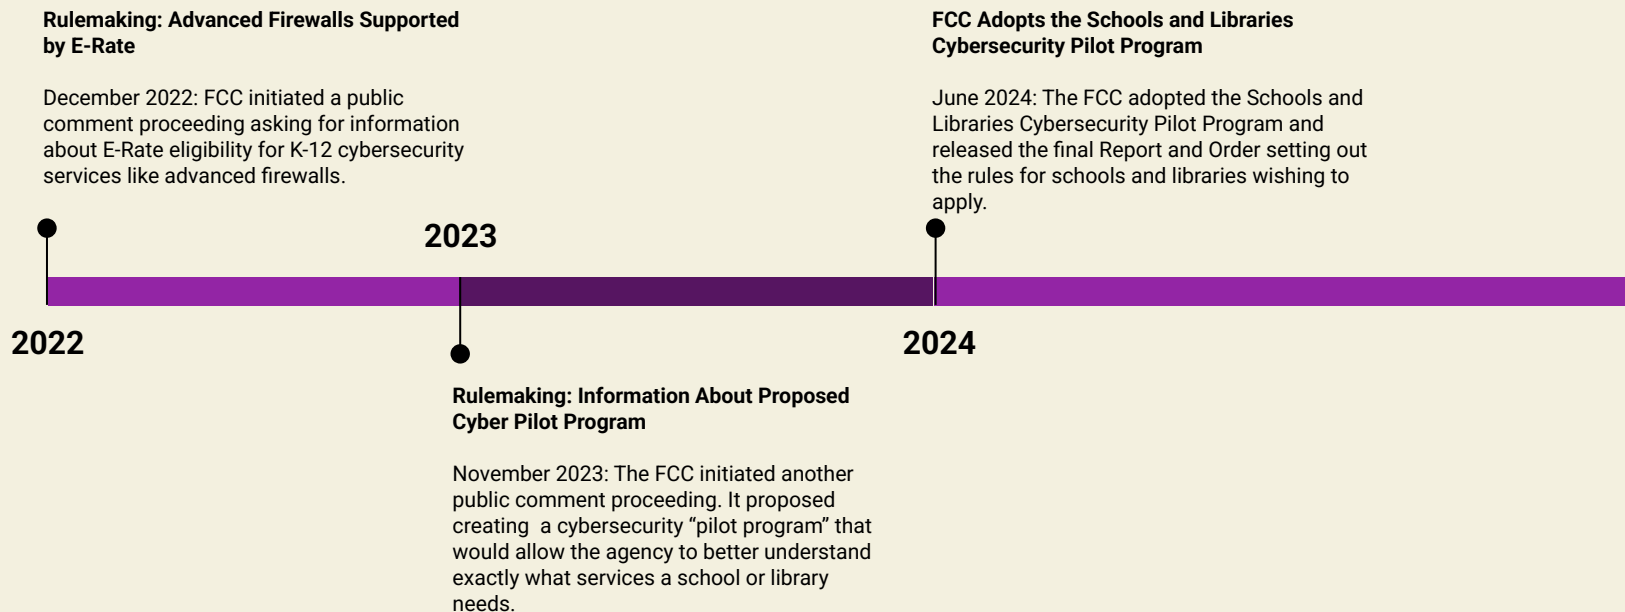 Rulemaking: Advanced Firewalls Supported
by E-Rate
December 2022: FCC initiated a public
comment proceeding asking for information
about E-Rate eligibility for K-12 cybersecurity
services like advanced firewalls.
2022
2023
Rulemaking: Information About Proposed
Cyber Pilot Program
November 2023: The FCC initiated another
public comment proceeding. It proposed
creating  a cybersecurity “pilot program” that
would allow the agency to better understand
exactly what services a school or library
needs.
FCC Adopts the Schools and Libraries
Cybersecurity Pilot Program
June 2024: The FCC adopted the Schools and
Libraries Cybersecurity Pilot Program and
released the final Report and Order setting out
the rules for schools and libraries wishing to
apply.
2024